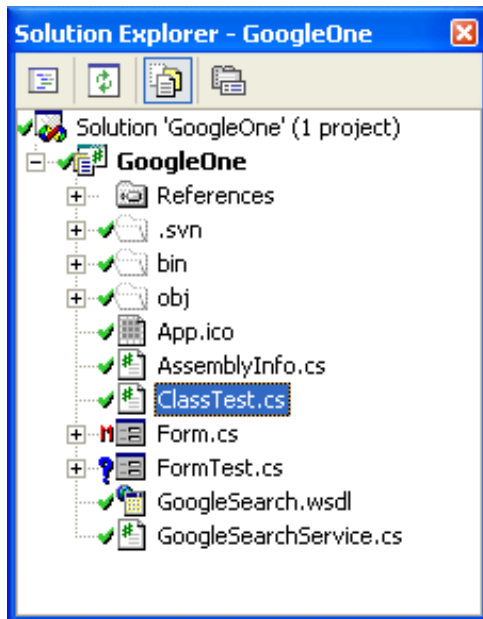 Solution Explorer - GoogleOne
Solution 'GoogleOne' (1 project)
GoogleOne
References
.svn
bin
obj
App.ico
AssemblyInfo.cs
ClassTest.cs
Form.cs
FormTest.cs
GoogleSearch.wsdl
GoogleSearchService.cs